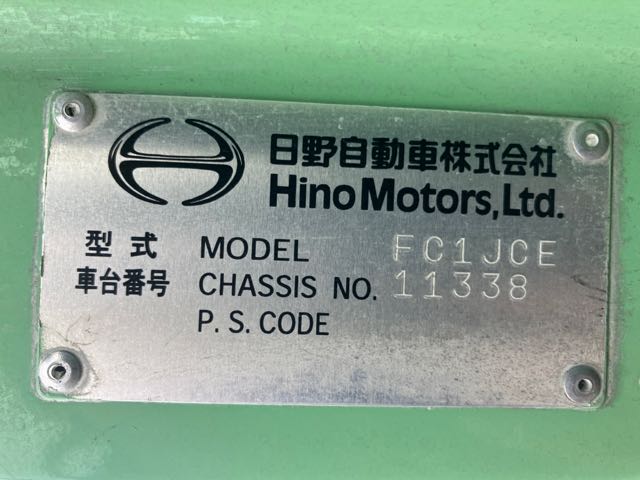 日野自動車株式会社
Hino Motors, Ltd.
型式 MODEL FC1JCE
車台番号 CHASSIS NO. 11338
P. S. CODE